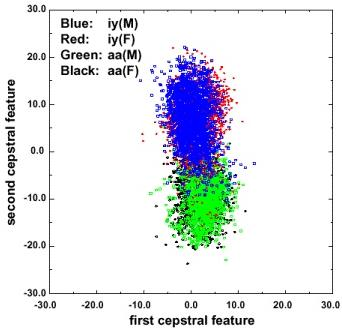 30.0
Blue: iy(M)
Red: iy(F)
Green: aa(M)
Black: aa(F)
20.0
10.0
0.0
-10.0
-20.0
-30.0
second cepstral feature
-30.0 -20.0 -10.0 0.0 10.0 20.0 30.0
first cepstral feature